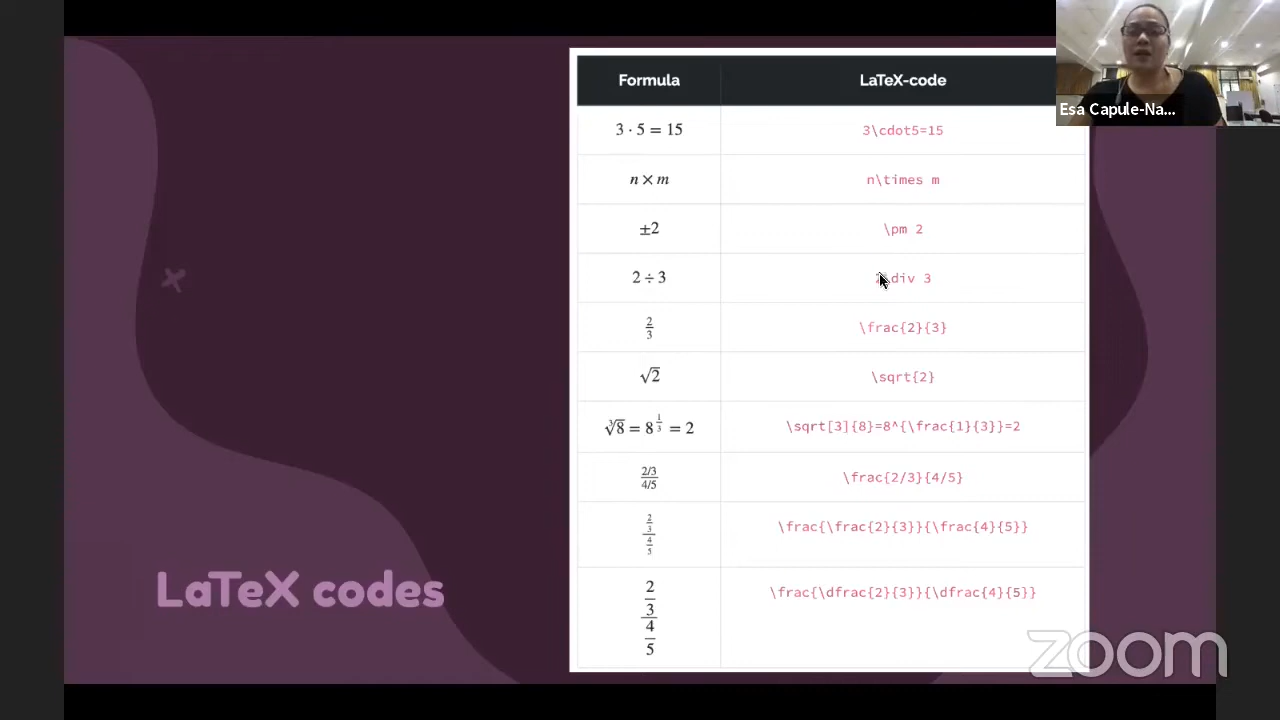 Esa Capule-Na...
Formula LaTeX-code
3 · 5 = 15 3\cdot5=15
n × m n\times m
±2 \pm 2
2 ÷ 3 \div 3
2/3 \frac{2}{3}
√2 \sqrt{2}
∛8 = 8^1/3 = 2 \sqrt[3]{8}=8^{\frac{1}{3}}=2
2/3
4/5 \frac{2/3}{4/5}
2
3
4
5 \frac{\frac{2}{3}}{\frac{4}{5}}
2
3
4
5 \frac{\dfrac{2}{3}}{\dfrac{4}{5}}
LaTeX codes
zoom